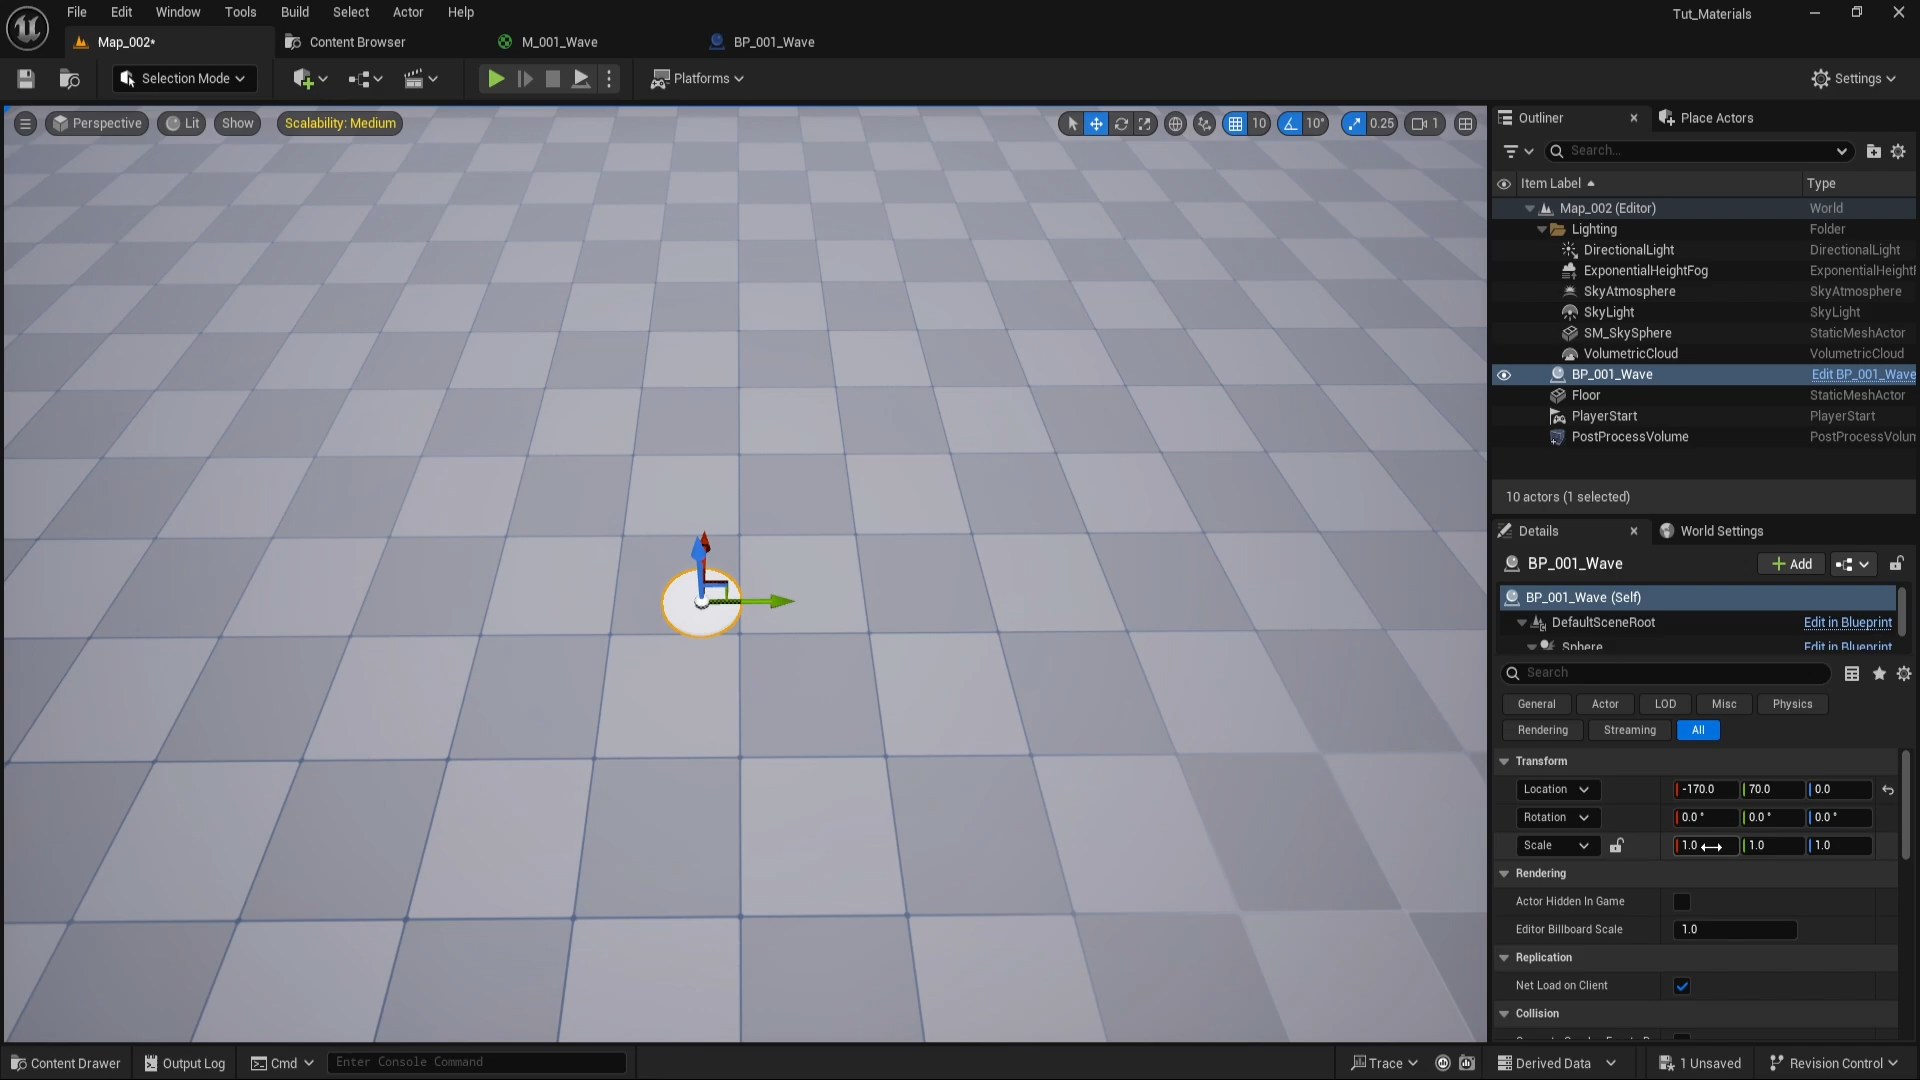 File Edit Window Tools Build Select Actor Help
Tut_Materials
Map_002* Content Browser M_001_Wave BP_001_Wave
Selection Mode Platforms Settings
Perspective Lit Show Scalability: Medium 10 10° 0.25 1
Outliner Place Actors
Search...
Item Label Type
Map_002 (Editor) World
Lighting Folder
DirectionalLight DirectionalLight
ExponentialHeightFog ExponentialHeightF
SkyAtmosphere SkyAtmosphere
SkyLight SkyLight
SM_SkySphere StaticMeshActor
VolumetricCloud VolumetricCloud
BP_001_Wave Edit BP_001_Wave
Floor StaticMeshActor
PlayerStart PlayerStart
PostProcessVolume PostProcessVolum
10 actors (1 selected)
Details World Settings
BP_001_Wave Add
BP_001_Wave (Self)
DefaultSceneRoot Edit in Blueprint
Sphere Edit in Blueprint
Search
General Actor LOD Misc Physics
Rendering Streaming All
Transform
Location -170.0 70.0 0.0
Rotation 0.0° 0.0° 0.0°
Scale 1.0 1.0 1.0
Rendering
Actor Hidden In Game
Editor Billboard Scale 1.0
Replication
Net Load on Client
Collision
Content Drawer Output Log Cmd Enter Console Command Trace Derived Data 1 Unsaved Revision Control